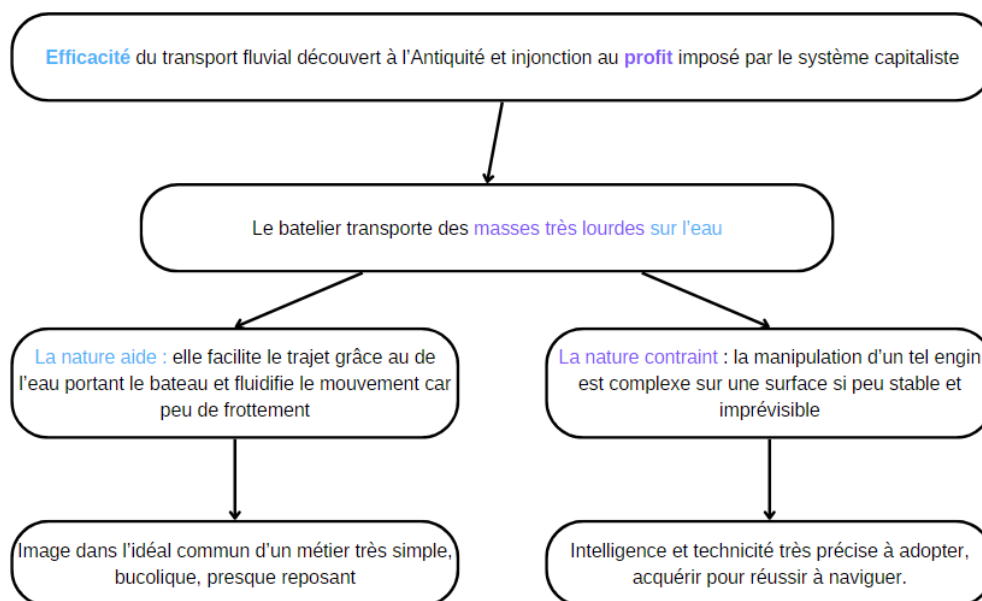 Efficacité du transport fluvial découvert à l'Antiquité et injonction au profit imposé par le système capitaliste
Le batelier transporte des masses très lourdes sur l'eau
La nature aide : elle facilite le trajet grâce au de
l'eau portant le bateau et fluidifie le mouvement car
peu de frottement
La nature contraint : la manipulation d'un tel engin
est complexe sur une surface si peu stable et
imprévisible
Image dans l'idéal commun d'un métier très simple,
bucolique, presque reposant
Intelligence et technicité très précise à adopter,
acquérir pour réussir à naviguer.